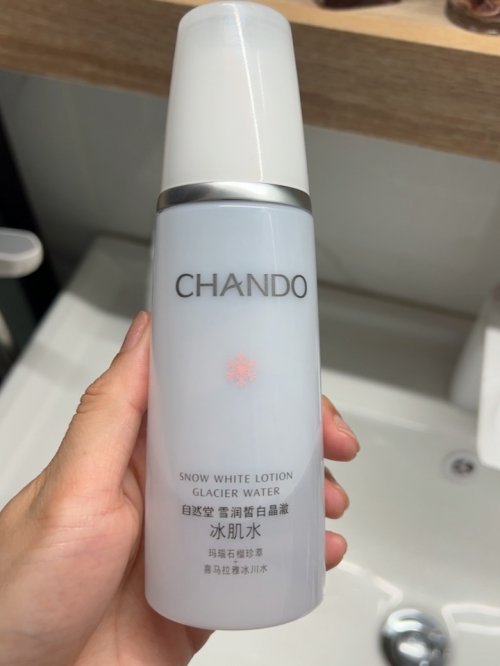 CHANDO
SNOW WHITE LOTION
GLACIER WATER
自然堂 雪润皙白晶澈
冰肌水
玛瑙石榴珍萃
+
喜马拉雅冰川水